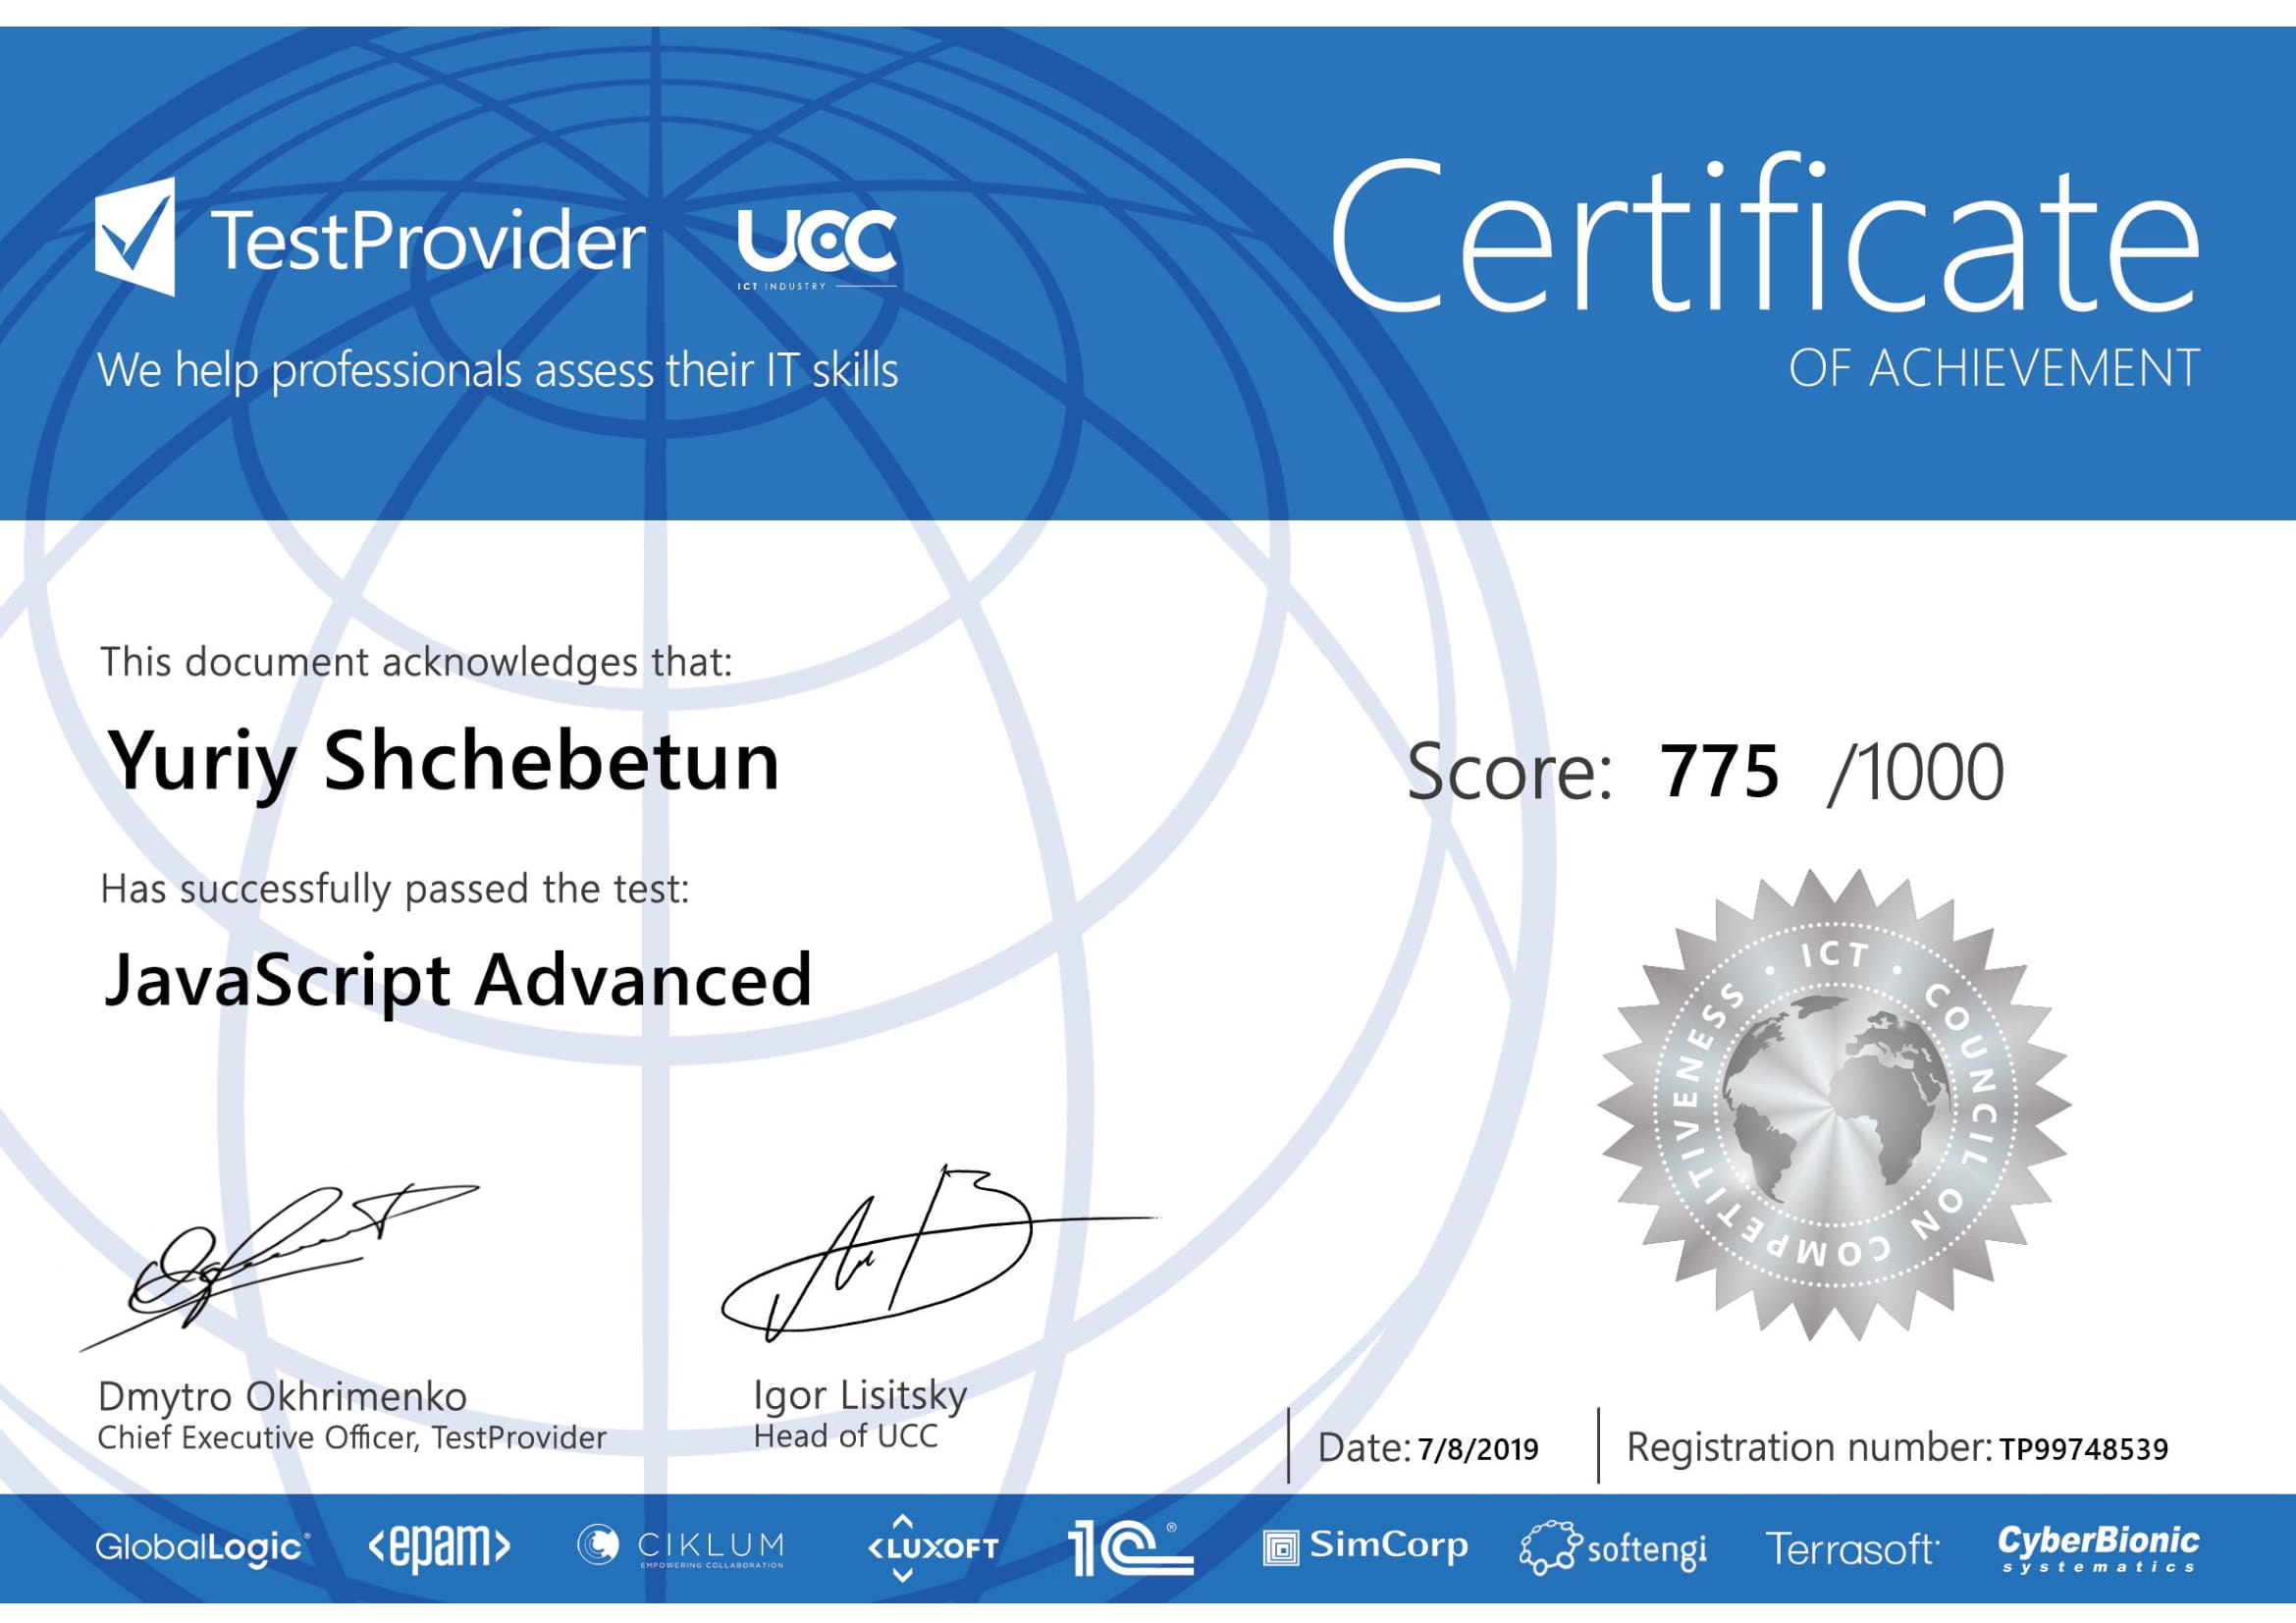 TestProvider
UCC
ICT INDUSTRY
We help professionals assess their IT skills
Certificate
OF ACHIEVEMENT
This document acknowledges that:
Yuriy Shchebetun
Score: 775 /1000
Has successfully passed the test:
JavaScript Advanced
ICT • COUNCIL ON COMPETITIVENESS •
Dmytro Okhrimenko
Chief Executive Officer, TestProvider
Igor Lisitsky
Head of UCC
Date: 7/8/2019
Registration number: TP99748539
GlobalLogic®
<epam>
CIKLUM
EMPOWERING COLLABORATION
<LUXOFT
1C®
SimCorp
softengi
Terrasoft
CyberBionic
systematics